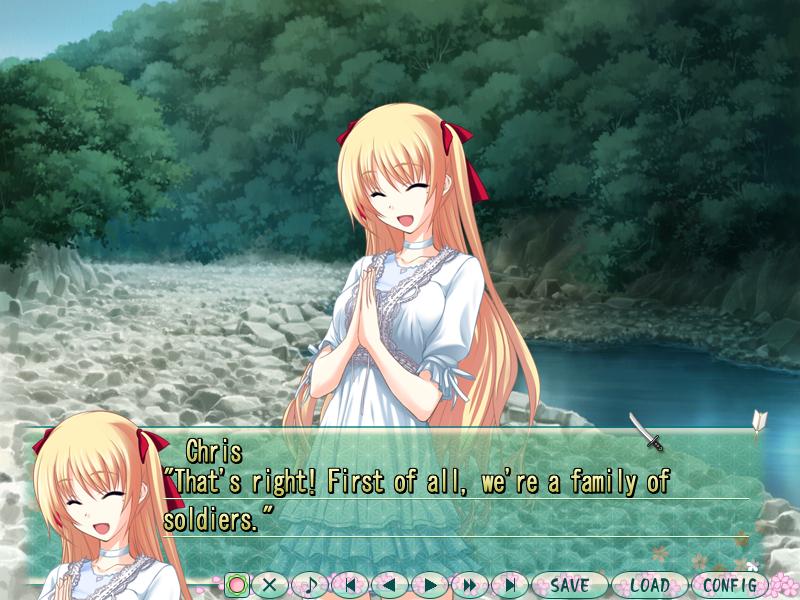 Chris
"That's right! First of all, we're a family of
soldiers."
SAVE LOAD CONFIG